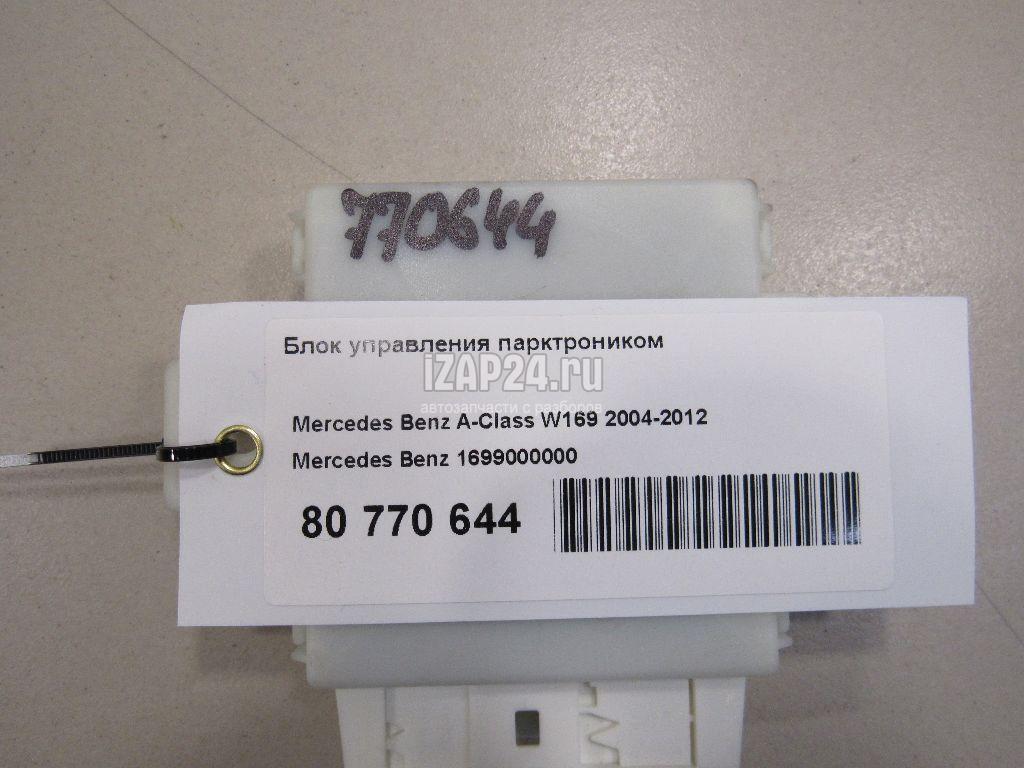 770644
Блок управления парктроником
iZAP24.ru
автозапчасти с разборов
Mercedes Benz A-Class W169 2004-2012
Mercedes Benz 1699000000
80 770 644